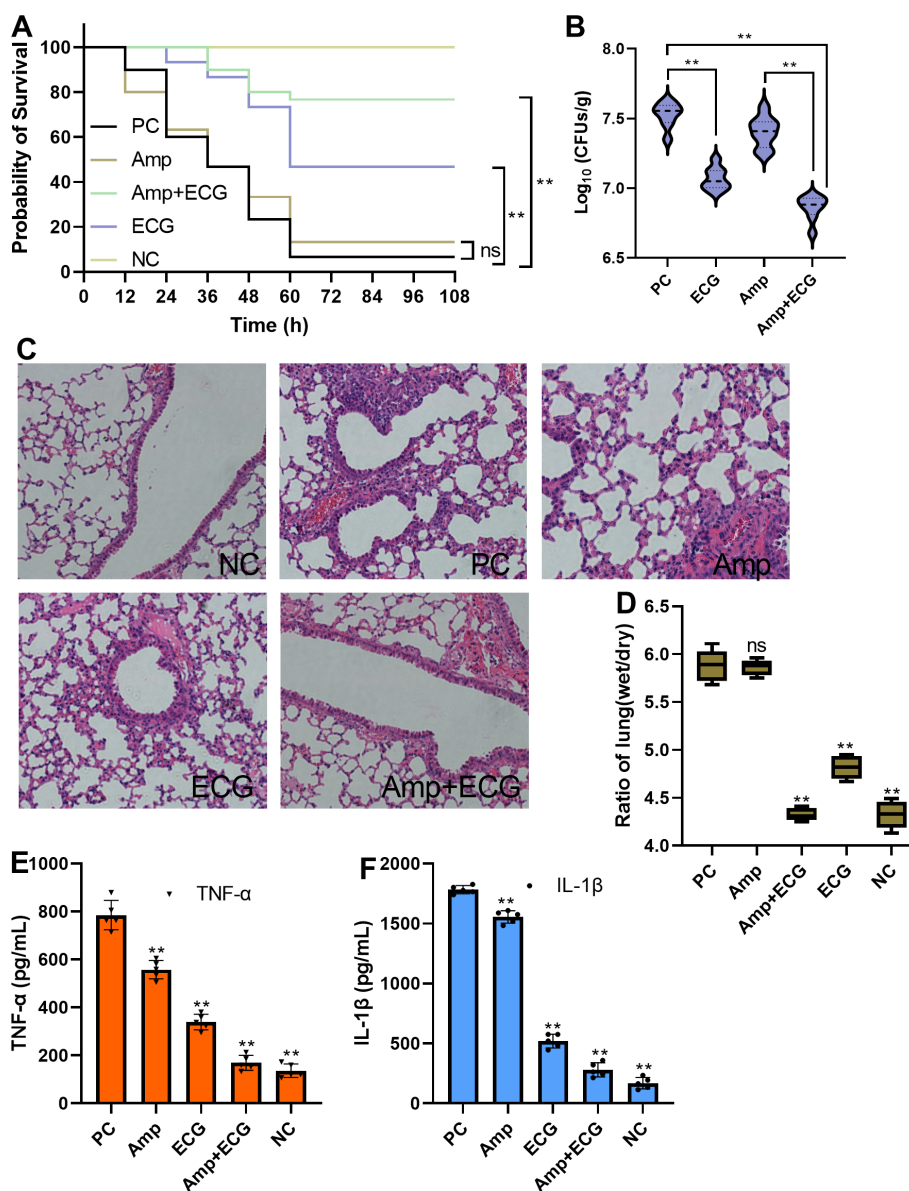 A
Probability of Survival
100
80
60
40
20
0
PC
Amp
Amp+ECG
ECG
NC
0 12 24 36 48 60 72 84 96 108
Time (h)
ns
**
**
B
Log10 (CFUs/g)
8.0
7.5
7.0
6.5
**
**
**
PC ECG Amp Amp+ECG
C
NC
PC
Amp
ECG
Amp+ECG
D
Ratio of lung(wet/dry)
6.5
6.0
5.0
4.5
4.0
ns
**
**
**
PC Amp Amp+ECG ECG NC
E
TNF-α (pg/mL)
1000
800
600
400
200
0
TNF-α
**
**
**
**
PC Amp ECG Amp+ECG NC
F
IL-1β (pg/mL)
2000
1500
1000
500
0
IL-1β
**
**
**
**
PC Amp ECG Amp+ECG NC